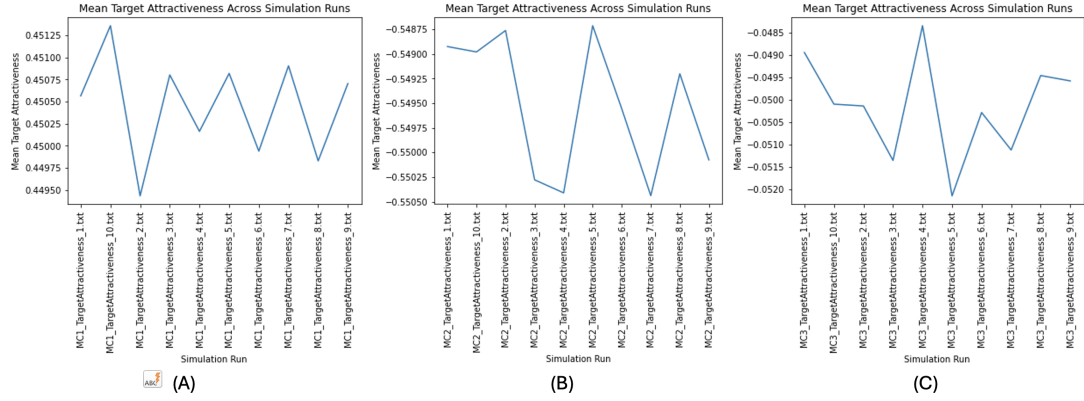 Mean Target Attractiveness Across Simulation Runs
Mean Target Attractiveness
0.45125
0.45100
0.45075
0.45050
0.45025
0.45000
0.44975
0.44950
MC1_TargetAttractiveness_1.txt
MC1_TargetAttractiveness_10.txt
MC1_TargetAttractiveness_2.txt
MC1_TargetAttractiveness_3.txt
MC1_TargetAttractiveness_4.txt
MC1_TargetAttractiveness_5.txt
MC1_TargetAttractiveness_6.txt
MC1_TargetAttractiveness_7.txt
MC1_TargetAttractiveness_8.txt
MC1_TargetAttractiveness_9.txt
Simulation Run
ABC
(A)
Mean Target Attractiveness Across Simulation Runs
Mean Target Attractiveness
−0.54875
−0.54900
−0.54925
−0.54950
−0.54975
−0.55000
−0.55025
−0.55050
MC2_TargetAttractiveness_1.txt
MC2_TargetAttractiveness_10.txt
MC2_TargetAttractiveness_2.txt
MC2_TargetAttractiveness_3.txt
MC2_TargetAttractiveness_4.txt
MC2_TargetAttractiveness_5.txt
MC2_TargetAttractiveness_6.txt
MC2_TargetAttractiveness_7.txt
MC2_TargetAttractiveness_8.txt
MC2_TargetAttractiveness_9.txt
Simulation Run
(B)
Mean Target Attractiveness Across Simulation Runs
Mean Target Attractiveness
−0.0485
−0.0490
−0.0495
−0.0500
−0.0505
−0.0510
−0.0515
−0.0520
MC3_TargetAttractiveness_1.txt
MC3_TargetAttractiveness_10.txt
MC3_TargetAttractiveness_2.txt
MC3_TargetAttractiveness_3.txt
MC3_TargetAttractiveness_4.txt
MC3_TargetAttractiveness_5.txt
MC3_TargetAttractiveness_6.txt
MC3_TargetAttractiveness_7.txt
MC3_TargetAttractiveness_8.txt
MC3_TargetAttractiveness_9.txt
Simulation Run
(C)